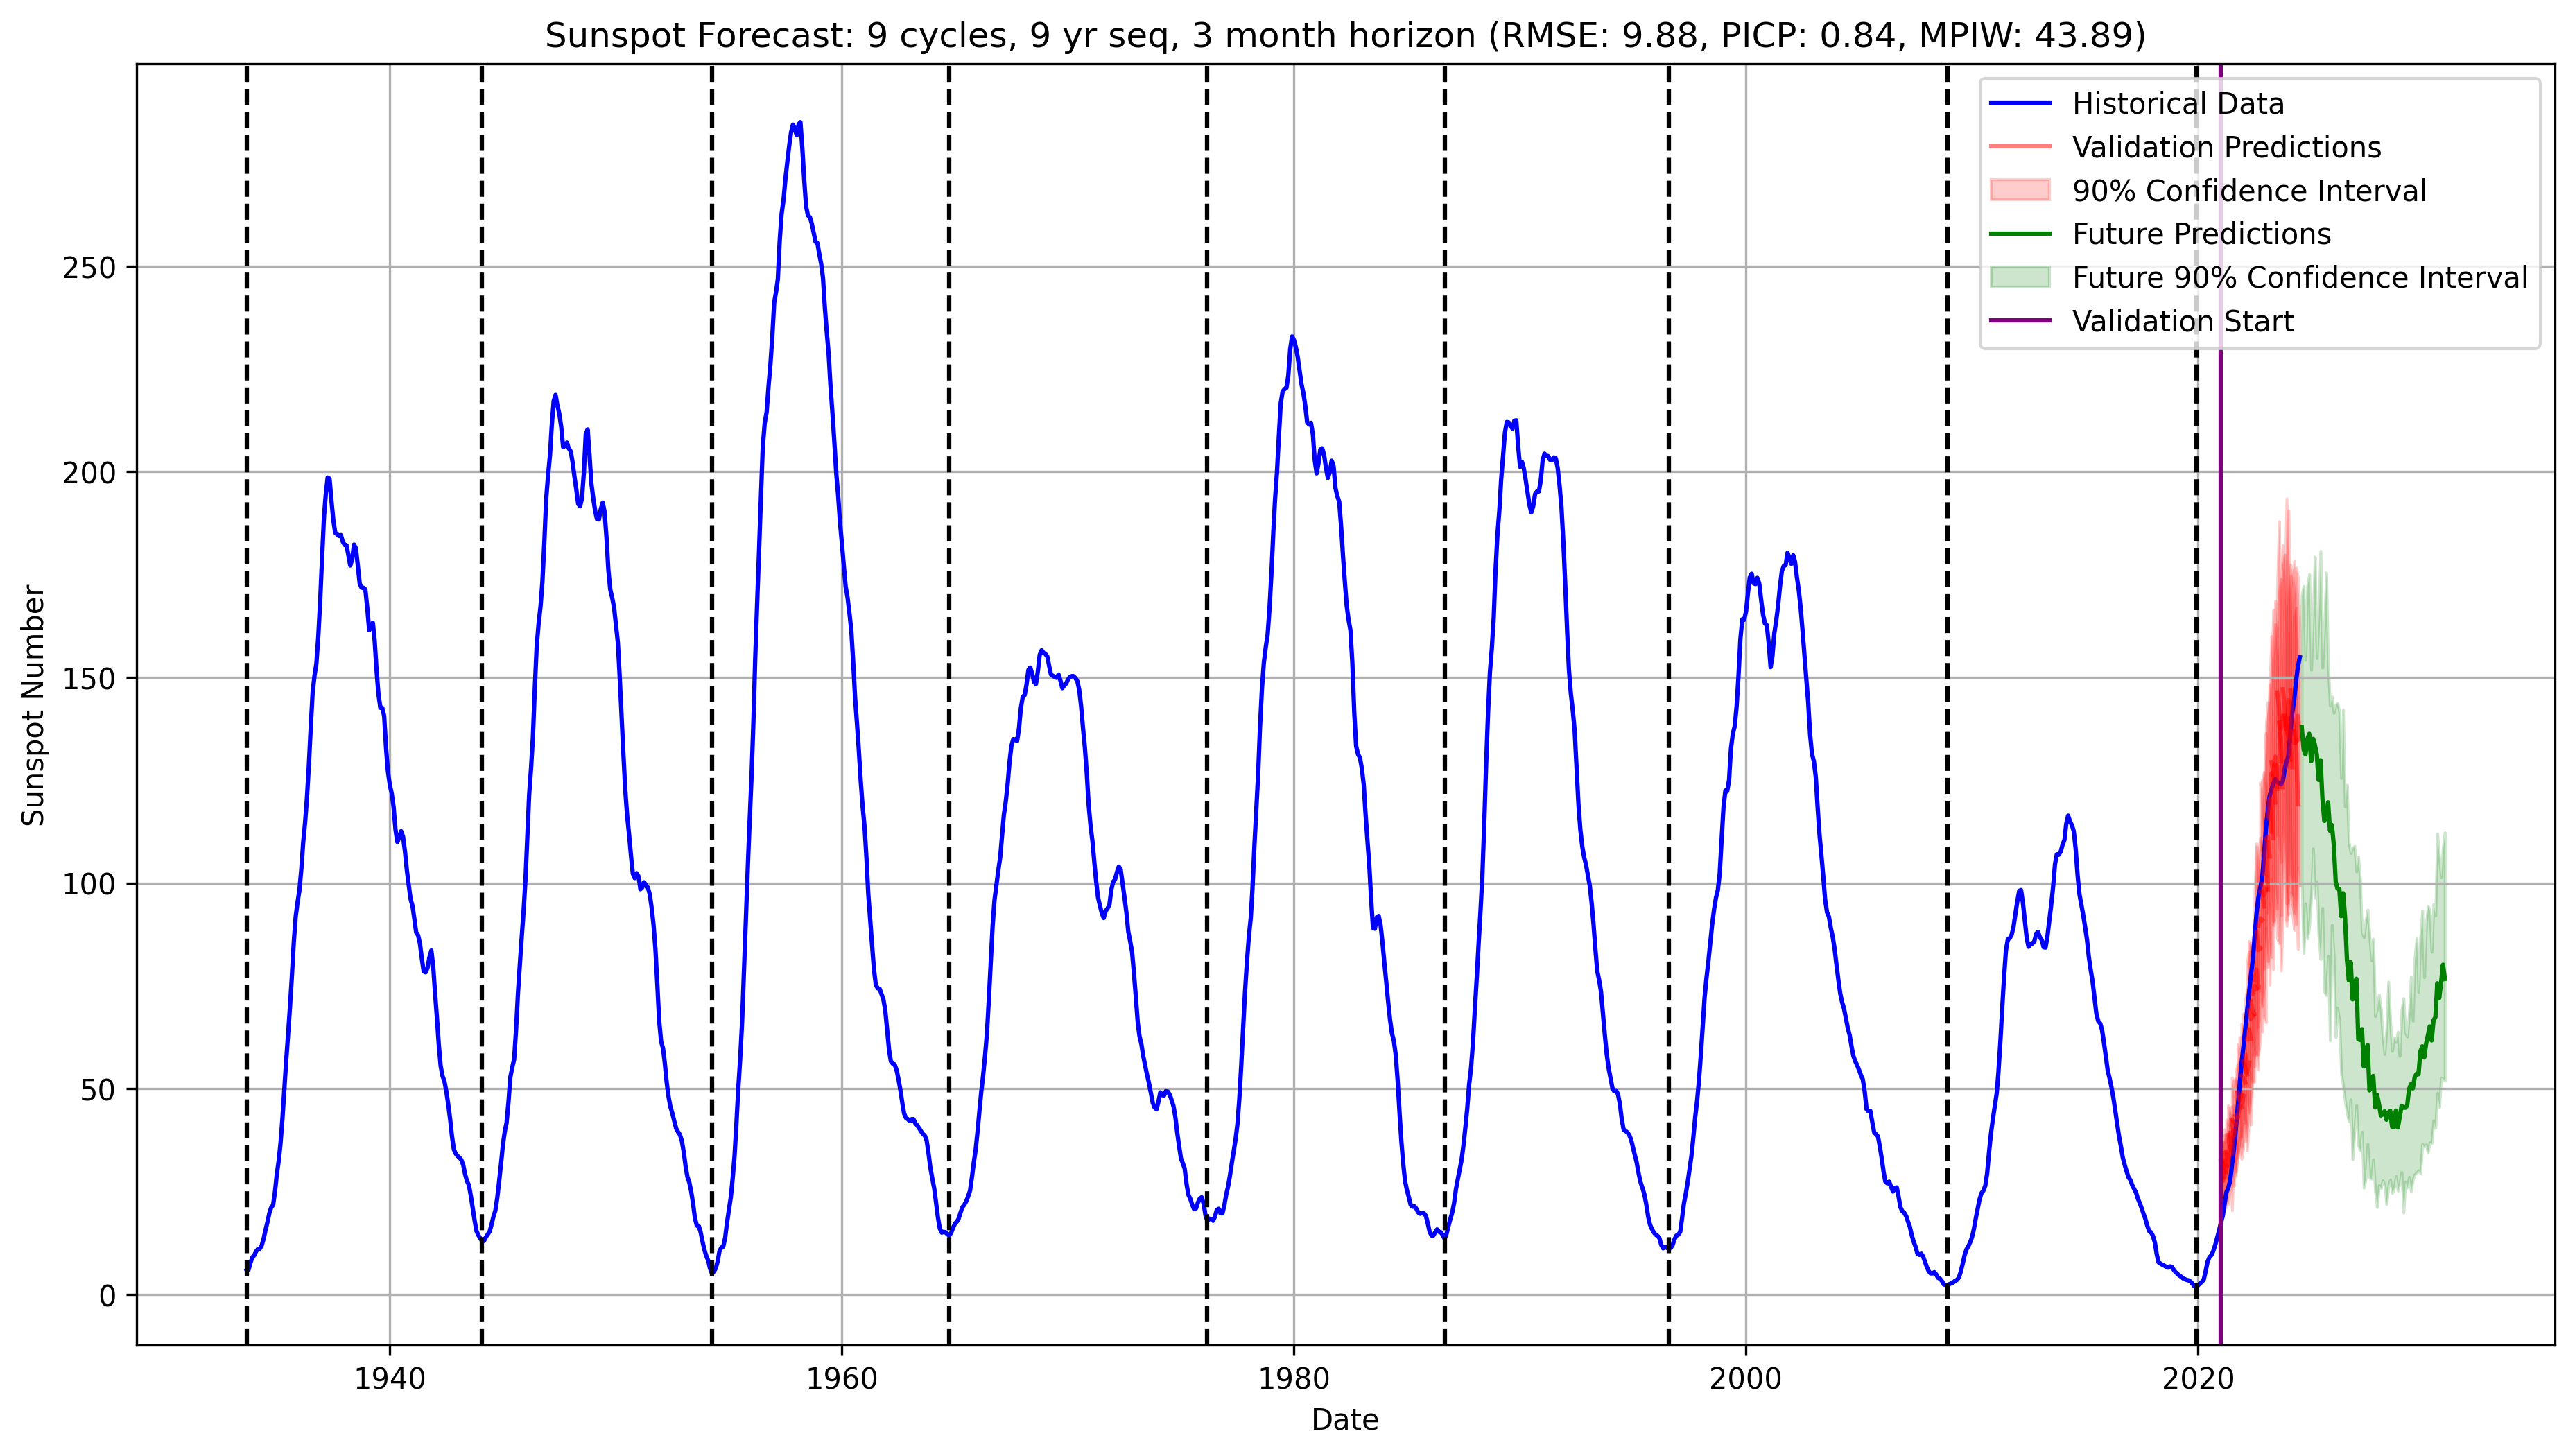 Sunspot Forecast: 9 cycles, 9 yr seq, 3 month horizon (RMSE: 9.88, PICP: 0.84, MPIW: 43.89)
Historical Data
Validation Predictions
90% Confidence Interval
Future Predictions
Future 90% Confidence Interval
Validation Start
Sunspot Number
250
200
150
100
50
0
1940
1960
1980
2000
2020
Date